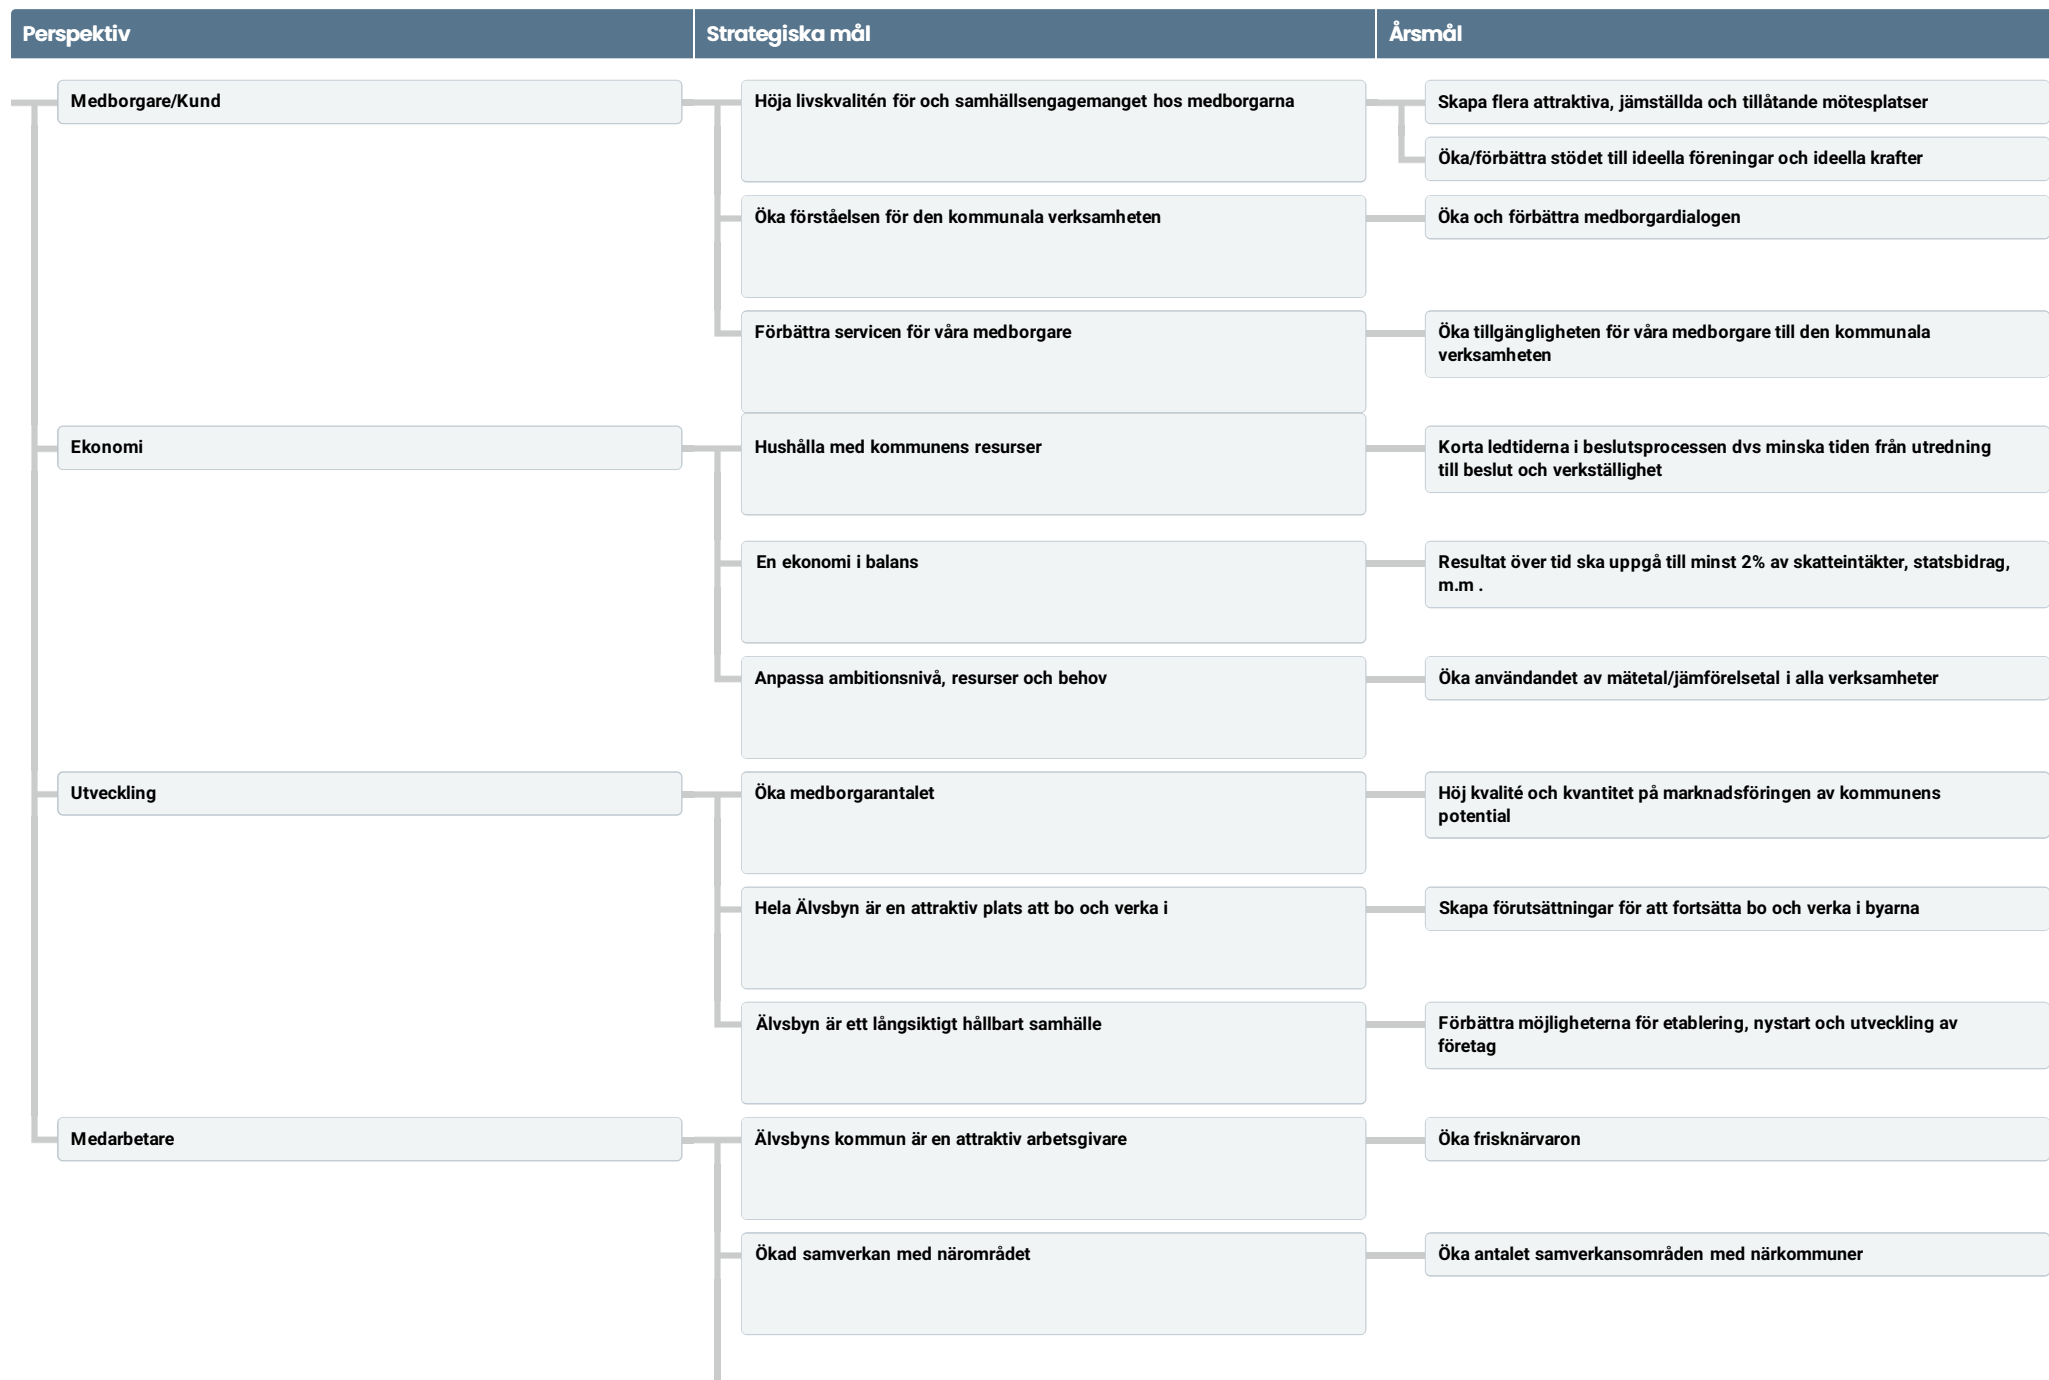 Perspektiv
Strategiska mål
Årsmål
Medborgare/Kund
Höja livskvalitén för och samhällsengagemanget hos medborgarna
Skapa flera attraktiva, jämställda och tillåtande mötesplatser
Öka/förbättra stödet till ideella föreningar och ideella krafter
Öka förståelsen för den kommunala verksamheten
Öka och förbättra medborgardialogen
Förbättra servicen för våra medborgare
Öka tillgängligheten för våra medborgare till den kommunala
verksamheten
Ekonomi
Hushålla med kommunens resurser
Korta ledtiderna i beslutsprocessen dvs minska tiden från utredning
till beslut och verkställighet
En ekonomi i balans
Resultat över tid ska uppgå till minst 2% av skatteintäkter, statsbidrag,
m.m .
Anpassa ambitionsnivå, resurser och behov
Öka användandet av mätetal/jämförelsetal i alla verksamheter
Utveckling
Öka medborgarantalet
Höj kvalité och kvantitet på marknadsföringen av kommunens
potential
Hela Älvsbyn är en attraktiv plats att bo och verka i
Skapa förutsättningar för att fortsätta bo och verka i byarna
Älvsbyn är ett långsiktigt hållbart samhälle
Förbättra möjligheterna för etablering, nystart och utveckling av
företag
Medarbetare
Älvsbyns kommun är en attraktiv arbetsgivare
Öka frisknärvaron
Ökad samverkan med närområdet
Öka antalet samverkansområden med närkommuner